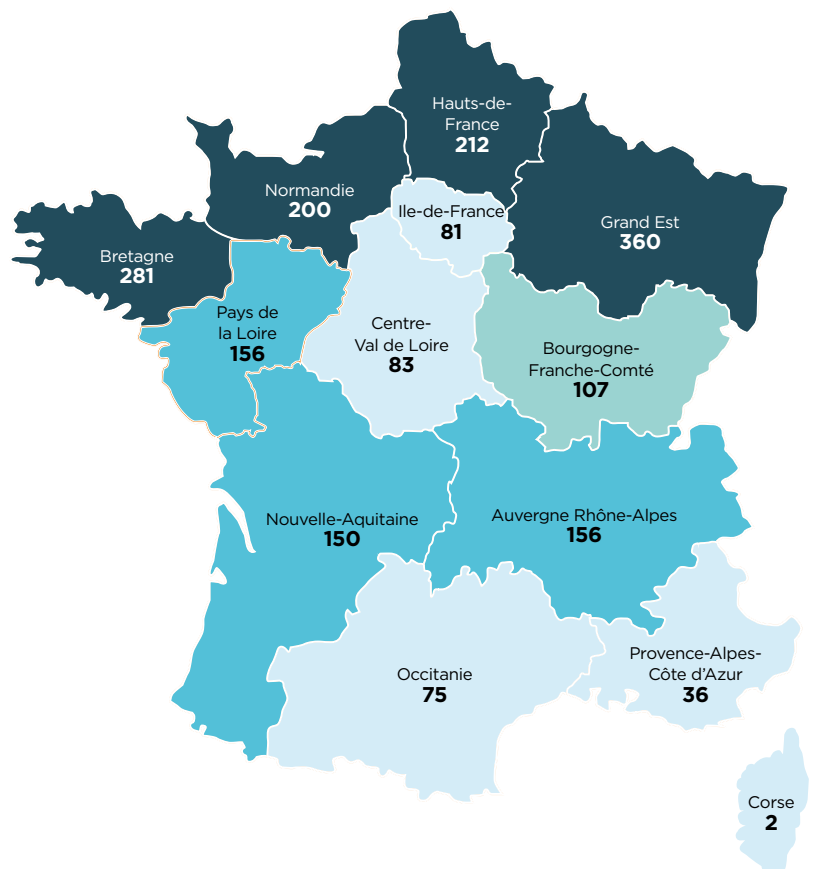 Hauts-de-
France
212
Normandie
200
Ile-de-France
81
Grand Est
360
Bretagne
281
Pays de
la Loire
156
Centre-
Val de Loire
83
Bourgogne-
Franche-Comté
107
Nouvelle-Aquitaine
150
Auvergne Rhône-Alpes
156
Occitanie
75
Provence-Alpes-
Côte d'Azur
36
Corse
2